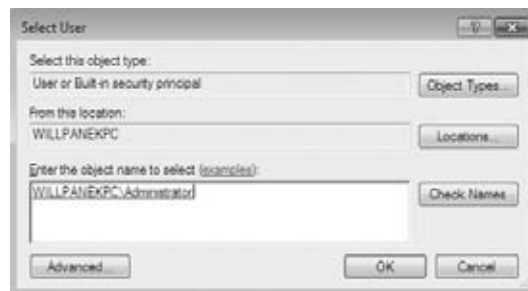 Select User
Select this object type:
User or Built-in security principal
Object Types...
From this location:
WILLPANEKPC
Locations...
Enter the object name to select (examples):
WILLPANEKPC\Administrator
Check Names
Advanced...
OK
Cancel